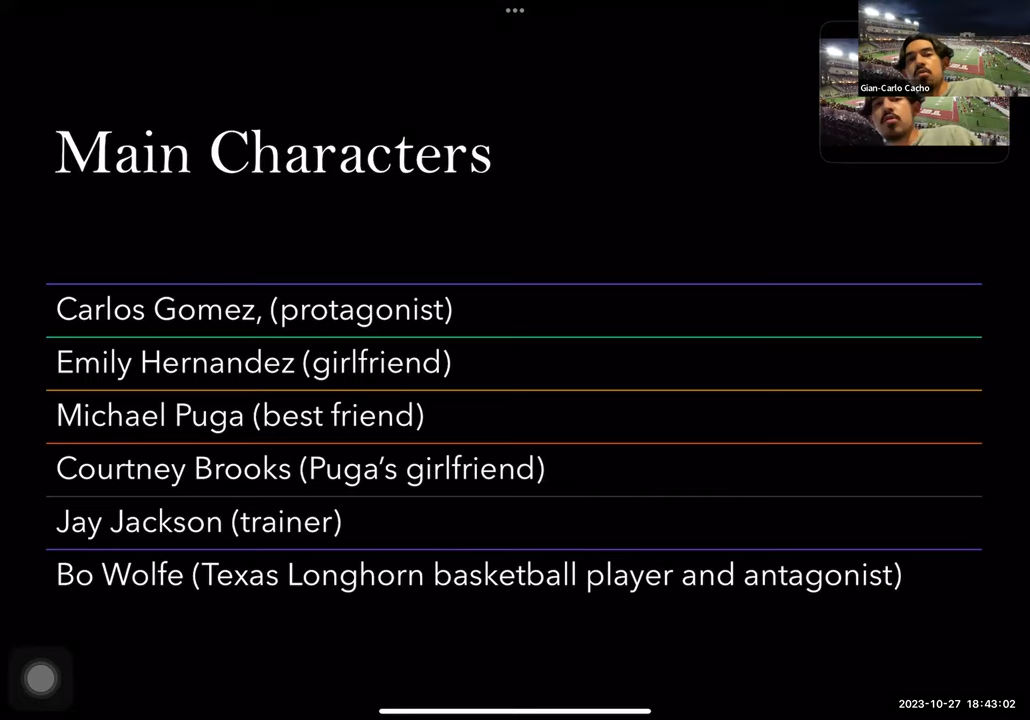 Gian-Carlo Cacho
Main Characters
Carlos Gomez, (protagonist)
Emily Hernandez (girlfriend)
Michael Puga (best friend)
Courtney Brooks (Puga’s girlfriend)
Jay Jackson (trainer)
Bo Wolfe (Texas Longhorn basketball player and antagonist)
2023-10-27 18:43:02